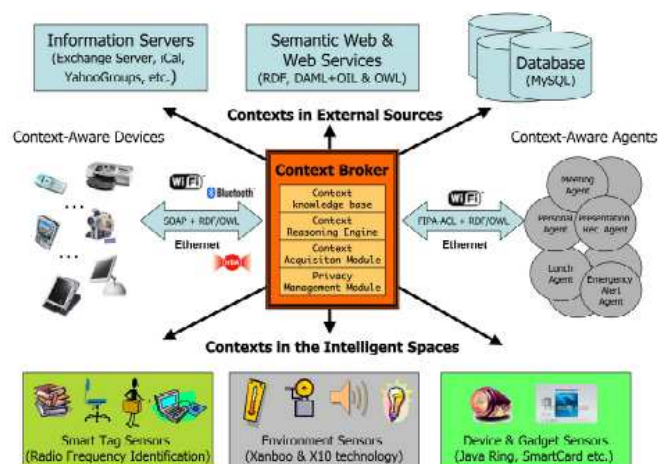 Information Servers
(Exchange Server, iCal,
YahooGroups, etc.)
Semantic Web &
Web Services
(RDF, DAML+OIL & OWL)
Database
(MySQL)
Contexts in External Sources
Context-Aware Devices
Context-Aware Agents
Context Broker
Context
knowledge base
Context
Reasoning Engine
Context
Acquisiton Module
Privacy
Management Module
WiFi
Bluetooth
SOAP + RDF/OWL
Ethernet
WiFi
FIPA-ACL + RDF/OWL
Ethernet
Meeting
Agent
Personal
Agent
Presentation
Rec. Agent
Lunch
Agent
Emergency
Alert
Agent
Contexts in the Intelligent Spaces
Smart Tag Sensors
(Radio Frequency Identification)
Environment Sensors
(Xanboo & X10 technology)
Device & Gadget Sensors
(Java Ring, SmartCard etc.)